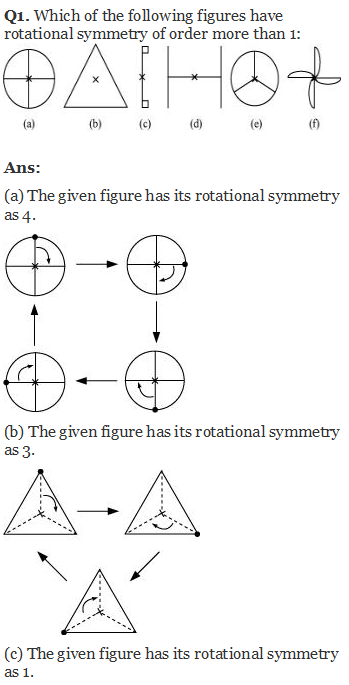 Q1. Which of the following figures have
rotational symmetry of order more than 1:
(a) (b) (c) (d) (e) (f)
Ans:
(a) The given figure has its rotational symmetry
as 4.
(b) The given figure has its rotational symmetry
as 3.
(c) The given figure has its rotational symmetry
as 1.